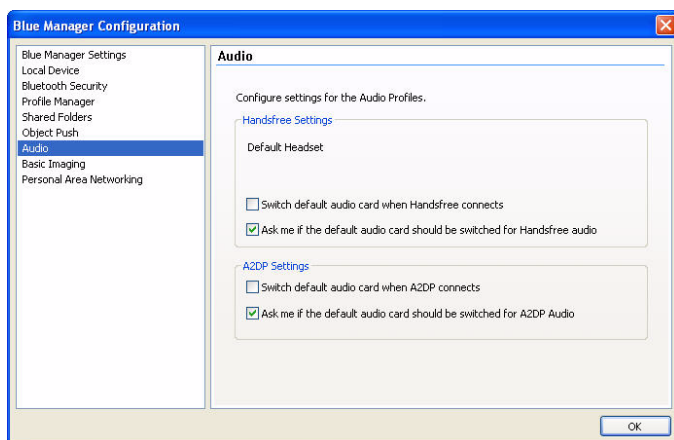 Blue Manager Configuration
Blue Manager Settings
Local Device
Bluetooth Security
Profile Manager
Shared Folders
Object Push
Audio
Basic Imaging
Personal Area Networking
Audio
Configure settings for the Audio Profiles.
Handsfree Settings
Default Headset
Switch default audio card when Handsfree connects
Ask me if the default audio card should be switched for Handsfree audio
A2DP Settings
Switch default audio card when A2DP connects
Ask me if the default audio card should be switched for A2DP Audio
OK